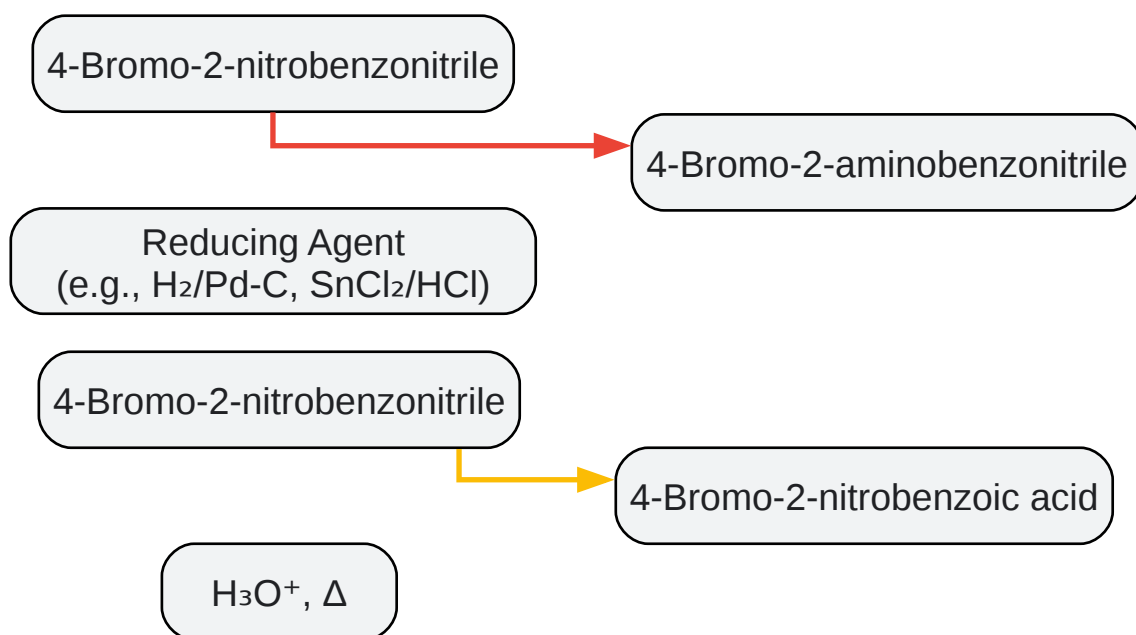 4-Bromo-2-nitrobenzonitrile
4-Bromo-2-aminobenzonitrile
Reducing Agent
(e.g., H₂/Pd-C, SnCl₂/HCl)
4-Bromo-2-nitrobenzonitrile
4-Bromo-2-nitrobenzoic acid
H₃O⁺, Δ